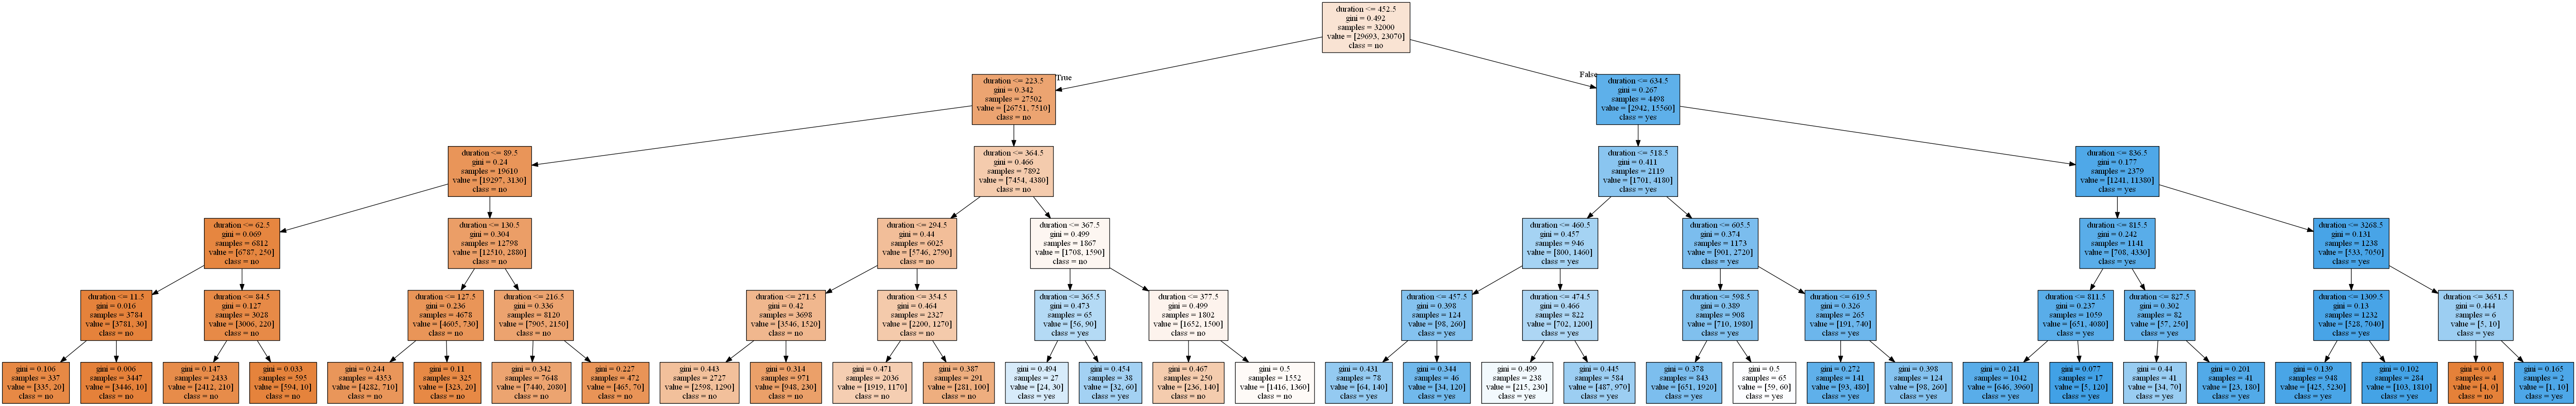 duration <= 452.5
gini = 0.492
samples = 32000
value = [29693, 23070]
class = no
True
False
duration <= 223.5
gini = 0.342
samples = 27502
value = [26751, 7510]
class = no
duration <= 634.5
gini = 0.267
samples = 4498
value = [2942, 15560]
class = yes
duration <= 89.5
gini = 0.24
samples = 19610
value = [19297, 3130]
class = no
duration <= 364.5
gini = 0.466
samples = 7892
value = [7454, 4380]
class = no
duration <= 518.5
gini = 0.411
samples = 2119
value = [1701, 4180]
class = yes
duration <= 836.5
gini = 0.177
samples = 2379
value = [1241, 11380]
class = yes
duration <= 62.5
gini = 0.069
samples = 6812
value = [6787, 250]
class = no
duration <= 130.5
gini = 0.304
samples = 12798
value = [12510, 2880]
class = no
duration <= 294.5
gini = 0.44
samples = 6025
value = [5746, 2790]
class = no
duration <= 367.5
gini = 0.499
samples = 1867
value = [1708, 1590]
class = no
duration <= 460.5
gini = 0.457
samples = 946
value = [800, 1460]
class = yes
duration <= 605.5
gini = 0.374
samples = 1173
value = [901, 2720]
class = yes
duration <= 815.5
gini = 0.242
samples = 1141
value = [708, 4330]
class = yes
duration <= 3268.5
gini = 0.131
samples = 1238
value = [533, 7050]
class = yes
duration <= 11.5
gini = 0.016
samples = 3784
value = [3781, 30]
class = no
duration <= 84.5
gini = 0.127
samples = 3028
value = [3006, 220]
class = no
duration <= 127.5
gini = 0.236
samples = 4678
value = [4605, 730]
class = no
duration <= 216.5
gini = 0.336
samples = 8120
value = [7905, 2150]
class = no
duration <= 271.5
gini = 0.42
samples = 3698
value = [3546, 1520]
class = no
duration <= 354.5
gini = 0.464
samples = 2327
value = [2200, 1270]
class = no
duration <= 365.5
gini = 0.473
samples = 65
value = [56, 90]
class = yes
duration <= 377.5
gini = 0.499
samples = 1802
value = [1652, 1500]
class = no
duration <= 457.5
gini = 0.398
samples = 124
value = [98, 260]
class = yes
duration <= 474.5
gini = 0.466
samples = 822
value = [702, 1200]
class = yes
duration <= 598.5
gini = 0.389
samples = 908
value = [710, 1980]
class = yes
duration <= 619.5
gini = 0.326
samples = 265
value = [191, 740]
class = yes
duration <= 811.5
gini = 0.237
samples = 1059
value = [651, 4080]
class = yes
duration <= 827.5
gini = 0.302
samples = 82
value = [57, 250]
class = yes
duration <= 1309.5
gini = 0.13
samples = 1232
value = [528, 7040]
class = yes
duration <= 3651.5
gini = 0.444
samples = 6
value = [5, 10]
class = yes
gini = 0.106
samples = 337
value = [335, 20]
class = no
gini = 0.006
samples = 3447
value = [3446, 10]
class = no
gini = 0.147
samples = 2433
value = [2412, 210]
class = no
gini = 0.033
samples = 595
value = [594, 10]
class = no
gini = 0.244
samples = 4353
value = [4282, 710]
class = no
gini = 0.11
samples = 325
value = [323, 20]
class = no
gini = 0.342
samples = 7648
value = [7440, 2080]
class = no
gini = 0.227
samples = 472
value = [465, 70]
class = no
gini = 0.443
samples = 2727
value = [2598, 1290]
class = no
gini = 0.314
samples = 971
value = [948, 230]
class = no
gini = 0.471
samples = 2036
value = [1919, 1170]
class = no
gini = 0.387
samples = 291
value = [281, 100]
class = no
gini = 0.494
samples = 27
value = [24, 30]
class = yes
gini = 0.454
samples = 38
value = [32, 60]
class = yes
gini = 0.467
samples = 250
value = [236, 140]
class = no
gini = 0.5
samples = 1552
value = [1416, 1360]
class = no
gini = 0.431
samples = 78
value = [64, 140]
class = yes
gini = 0.344
samples = 46
value = [34, 120]
class = yes
gini = 0.499
samples = 238
value = [215, 230]
class = yes
gini = 0.445
samples = 584
value = [487, 970]
class = yes
gini = 0.378
samples = 843
value = [651, 1920]
class = yes
gini = 0.5
samples = 65
value = [59, 60]
class = yes
gini = 0.272
samples = 141
value = [93, 480]
class = yes
gini = 0.398
samples = 124
value = [98, 260]
class = yes
gini = 0.241
samples = 1042
value = [646, 3960]
class = yes
gini = 0.077
samples = 17
value = [5, 120]
class = yes
gini = 0.44
samples = 41
value = [34, 70]
class = yes
gini = 0.201
samples = 41
value = [23, 180]
class = yes
gini = 0.139
samples = 948
value = [425, 5230]
class = yes
gini = 0.102
samples = 284
value = [103, 1810]
class = yes
gini = 0.0
samples = 4
value = [4, 0]
class = no
gini = 0.165
samples = 2
value = [1, 10]
class = yes